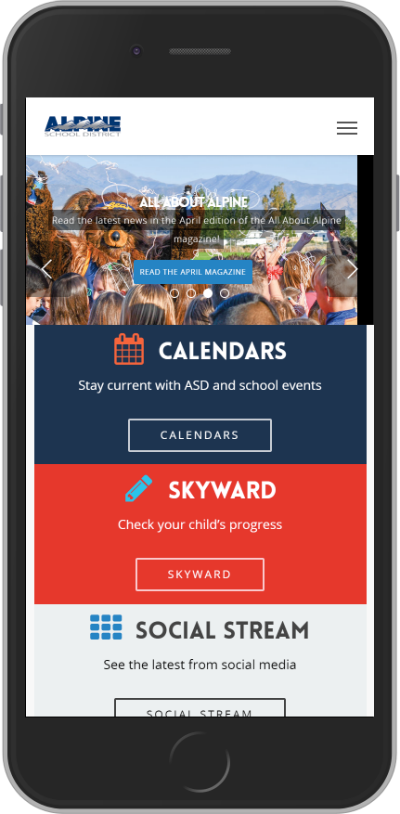 ALPINE
SCHOOL DISTRICT
ALL ABOUT ALPINE
Read the latest news in the April edition of the All About Alpine
magazine!
READ THE APRIL MAGAZINE
CALENDARS
Stay current with ASD and school events
CALENDARS
SKYWARD
Check your child's progress
SKYWARD
SOCIAL STREAM
See the latest from social media
SOCIAL STREAM